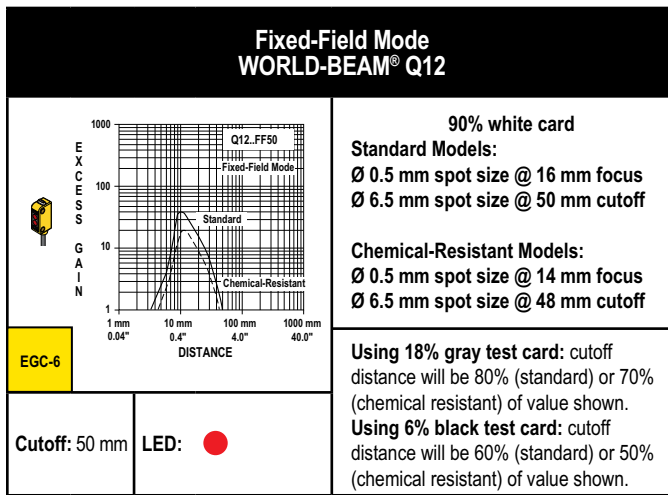 Fixed-Field Mode
WORLD-BEAM® Q12
EXCESS GAIN
1000
100
10
1
Q12..FF50
Fixed-Field Mode
Standard
Chemical-Resistant
1 mm 10 mm 100 mm 1000 mm
0.04" 0.4" 4.0" 40.0"
DISTANCE
EGC-6
90% white card
Standard Models:
Ø 0.5 mm spot size @ 16 mm focus
Ø 6.5 mm spot size @ 50 mm cutoff
Chemical-Resistant Models:
Ø 0.5 mm spot size @ 14 mm focus
Ø 6.5 mm spot size @ 48 mm cutoff
Using 18% gray test card: cutoff
distance will be 80% (standard) or 70%
(chemical resistant) of value shown.
Using 6% black test card: cutoff
distance will be 60% (standard) or 50%
(chemical resistant) of value shown.
Cutoff: 50 mm
LED: